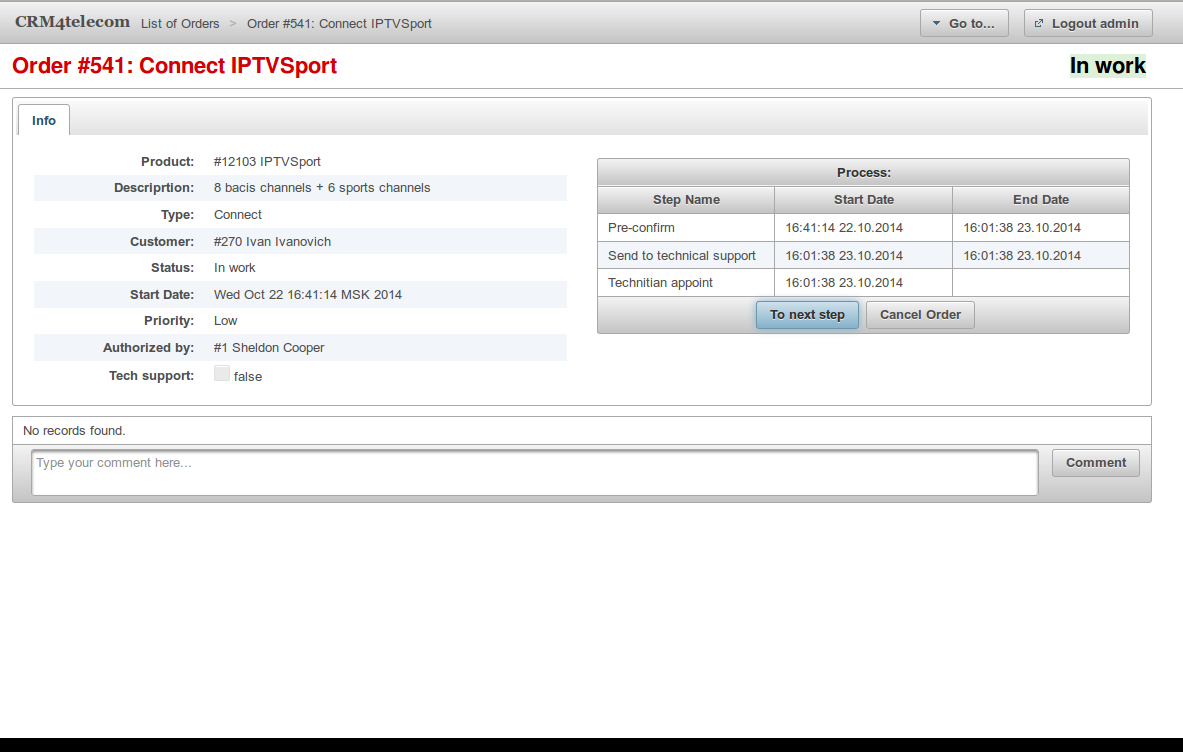 CRM4telecom List of Orders > Order #541: Connect IPTVSport Go to... Logout admin
Order #541: Connect IPTVSport In work
Info
Product: #12103 IPTVSport
Descriprtion: 8 bacis channels + 6 sports channels
Type: Connect
Customer: #270 Ivan Ivanovich
Status: In work
Start Date: Wed Oct 22 16:41:14 MSK 2014
Priority: Low
Authorized by: #1 Sheldon Cooper
Tech support: false
Process:
Step Name Start Date End Date
Pre-confirm 16:41:14 22.10.2014 16:01:38 23.10.2014
Send to technical support 16:01:38 23.10.2014 16:01:38 23.10.2014
Technitian appoint 16:01:38 23.10.2014
To next step Cancel Order
No records found.
Type your comment here... Comment